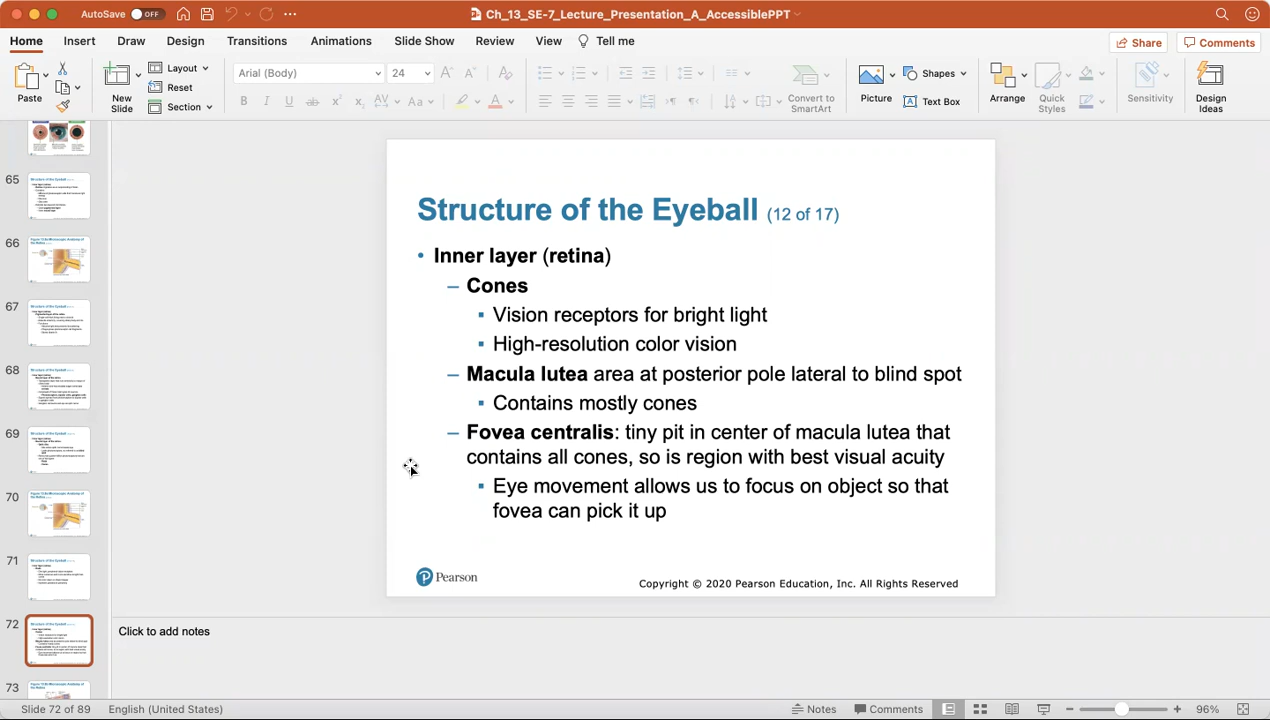 AutoSave OFF
Ch_13_SE-7_Lecture_Presentation_A_AccessiblePPT
Home Insert Draw Design Transitions Animations Slide Show Review View Tell me
Share Comments
Paste
New Slide
Layout
Reset
Section
Arial (Body) 24
Convert to SmartArt
Picture
Shapes
Text Box
Arrange
Quick Styles
Sensitivity
Design Ideas
65
66
67
68
69
70
71
72
73
Structure of the Eyeball (12 of 17)
• Inner layer (retina)
– Cones
▪ Vision receptors for bright light
▪ High-resolution color vision
– Macula lutea area at posterior pole lateral to blind spot
▪ Contains mostly cones
– Fovea centralis: tiny pit in center of macula lutea that
contains all cones, so is region with best visual acuity
▪ Eye movement allows us to focus on object so that
fovea can pick it up
Pearson
Copyright © 2020 Pearson Education, Inc. All Rights Reserved
Click to add notes
Slide 72 of 89 English (United States) Notes Comments 96%